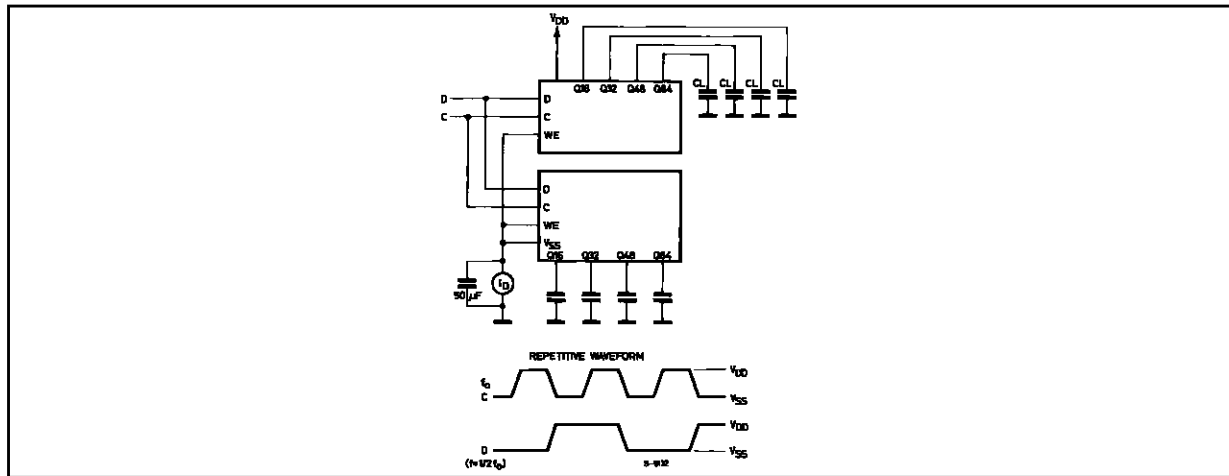 VDD
Q16 Q32 Q48 Q64
CL CL CL CL
D
C
D
C
WE
D
C
WE
VSS
Q16 Q32 Q48 Q64
50 µF
ID
REPETITIVE WAVEFORM
fo
C
VDD
VSS
D
(f=1/2 fo)
VDD
VSS